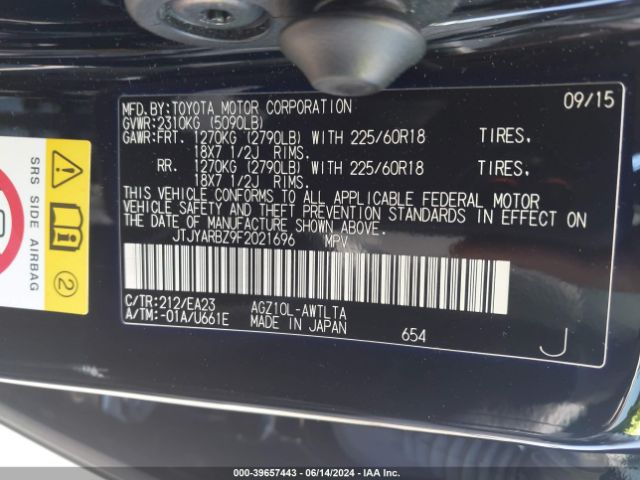 MFD.BY:TOYOTA MOTOR CORPORATION 09/15
GVWR:2310KG (5090LB)
GAWR:FRT. 1270KG (2790LB) WITH 225/60R18 TIRES.
18X7 1/2J RIMS.
RR. 1270KG (2790LB) WITH 225/60R18 TIRES.
18X7 1/2J RIMS.
THIS VEHICLE CONFORMS TO ALL APPLICABLE FEDERAL MOTOR
VEHICLE SAFETY AND THEFT PREVENTION STANDARDS IN EFFECT ON
THE DATE OF MANUFACTURE SHOWN ABOVE.
JTJYARBZ9F2021696 MPV
C/TR:212/EA23 AGZ10L-AWTLTA
A/TM:-01A/U661E MADE IN JAPAN 654 J
SRS SIDE AIRBAG
2
000-39657443 / 06/14/2024 / IAA Inc.